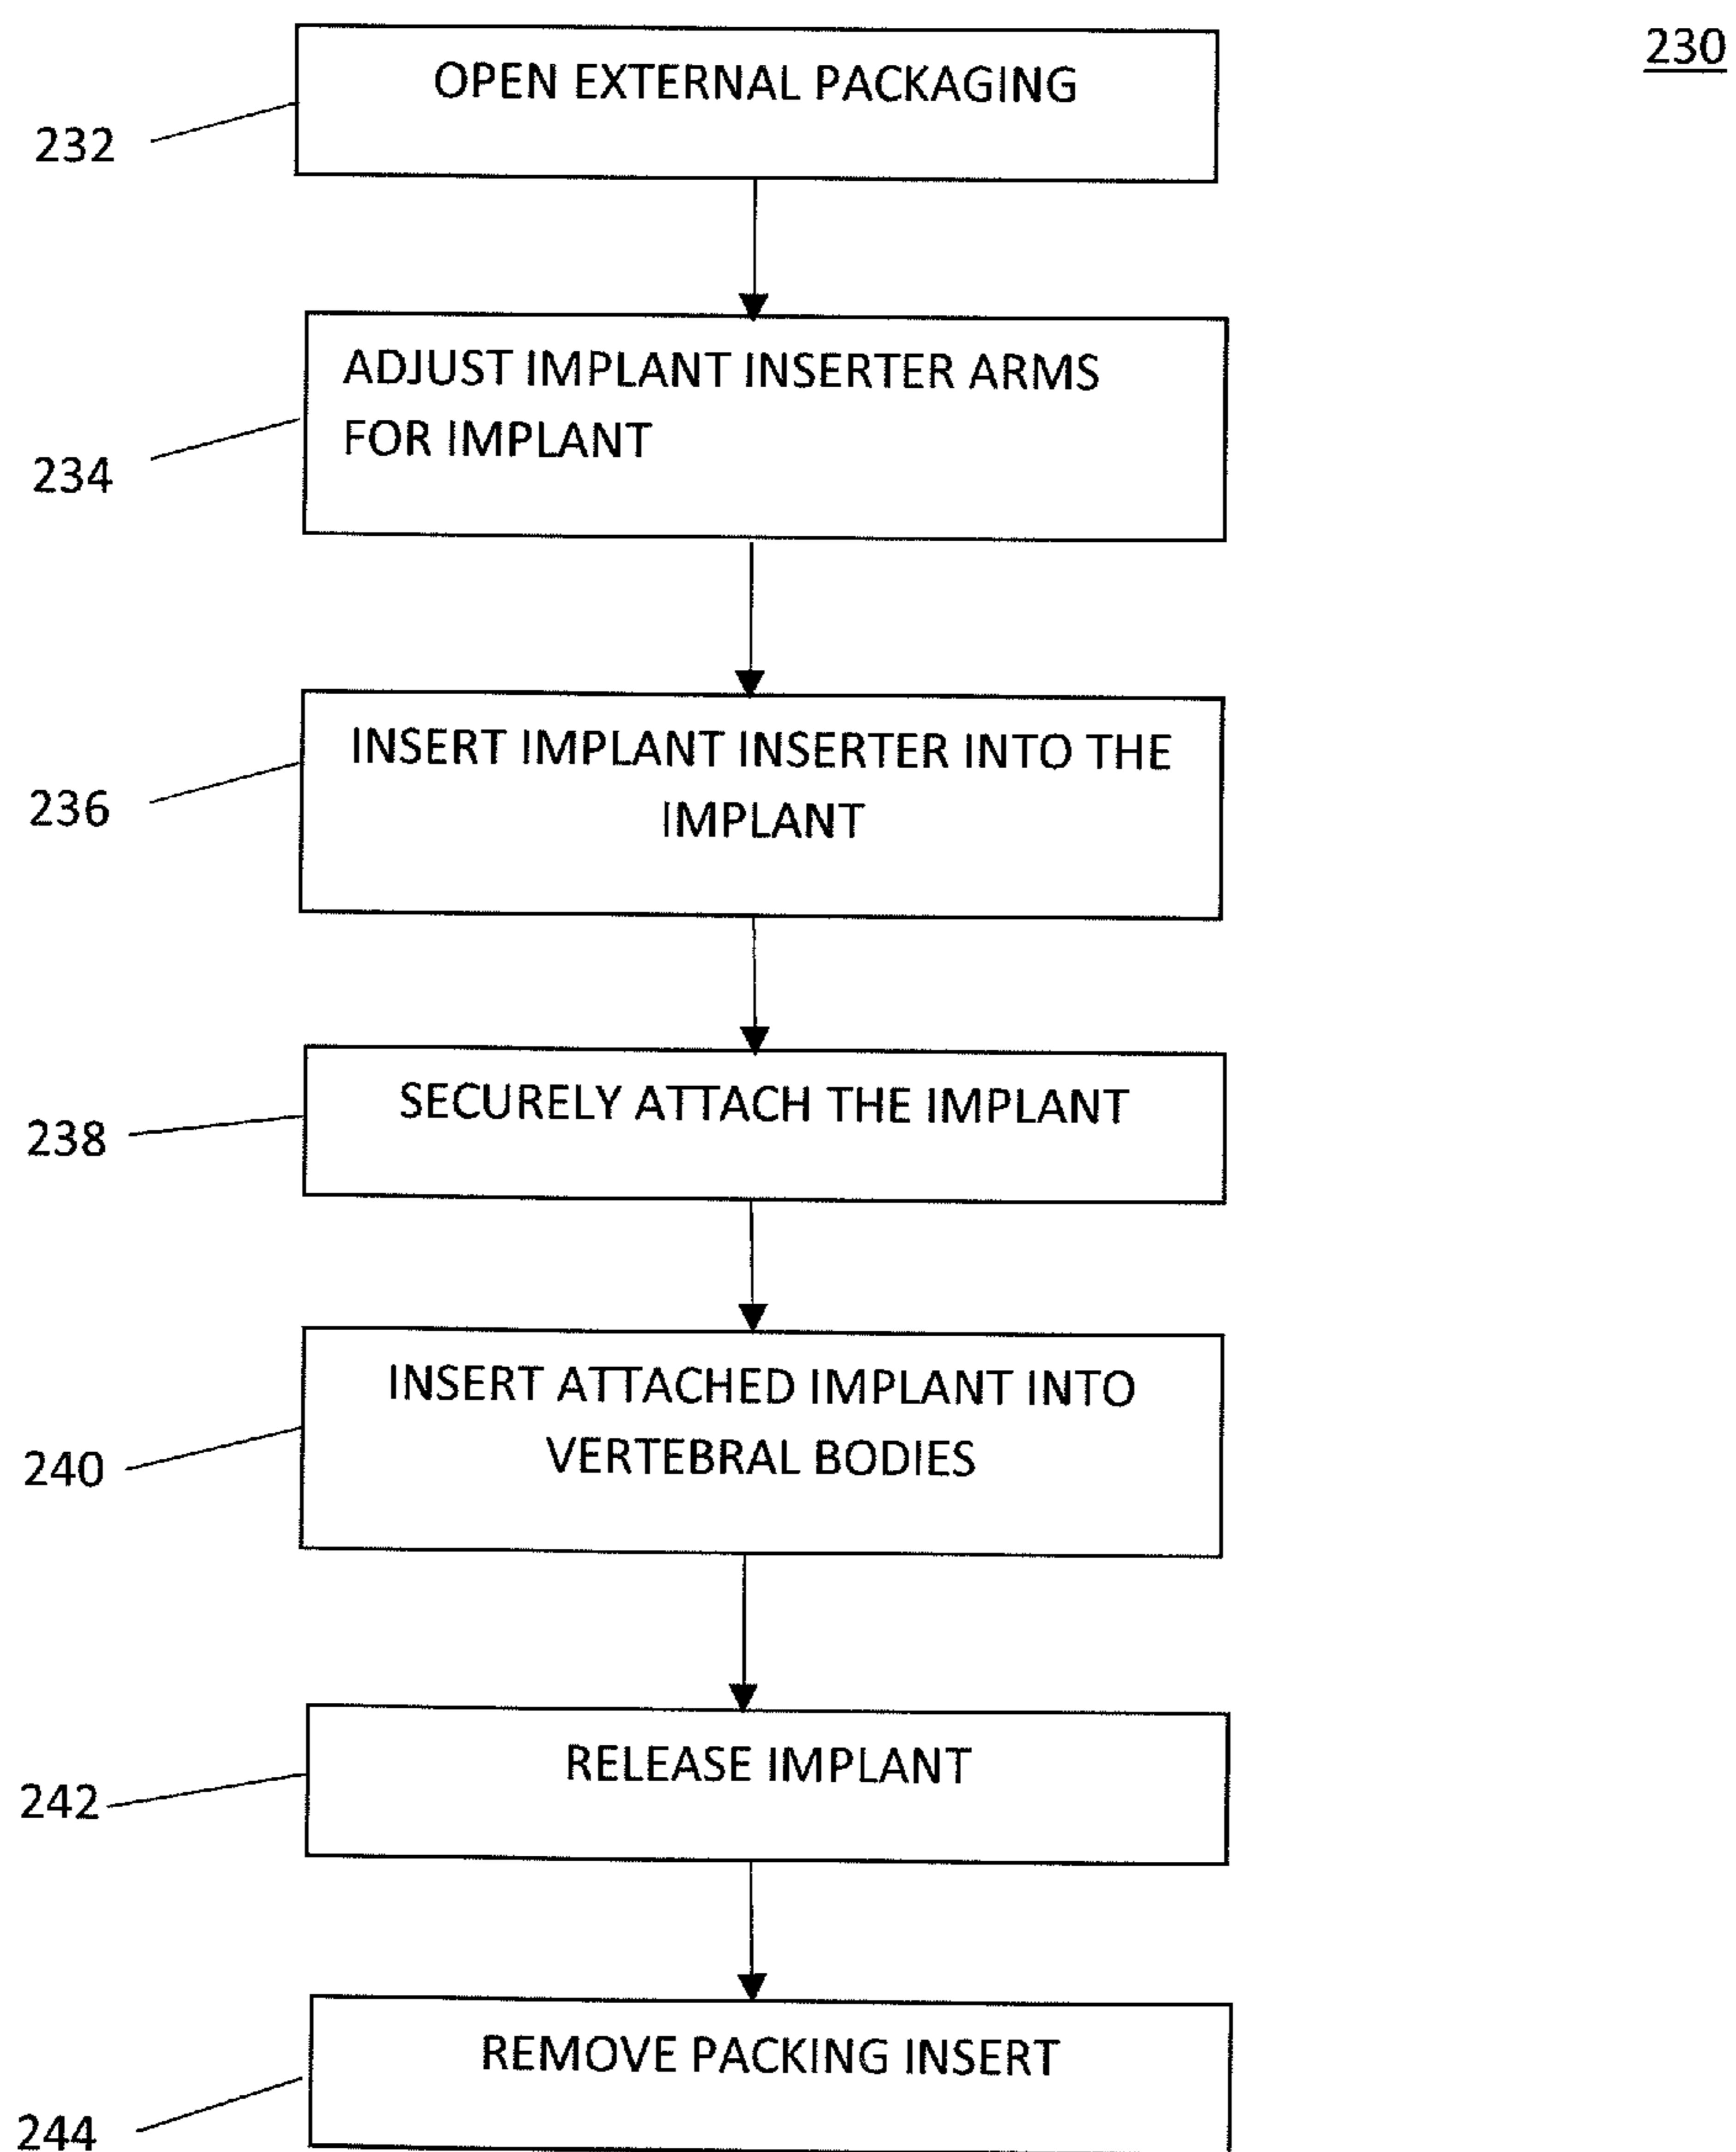 230
OPEN EXTERNAL PACKAGING
232
ADJUST IMPLANT INSERTER ARMS
FOR IMPLANT
234
INSERT IMPLANT INSERTER INTO THE
IMPLANT
236
SECURELY ATTACH THE IMPLANT
238
INSERT ATTACHED IMPLANT INTO
VERTEBRAL BODIES
240
RELEASE IMPLANT
242
REMOVE PACKING INSERT
244